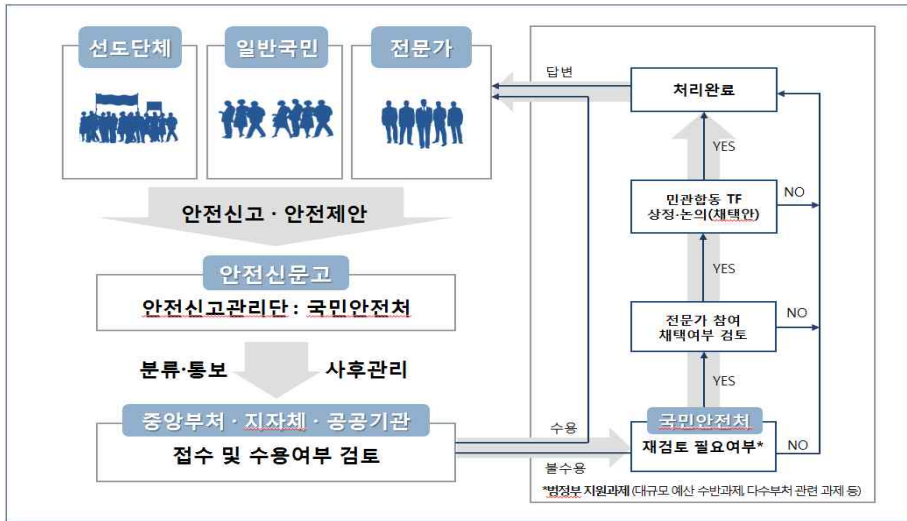 선도단체
일반국민
전문가
안전신고 · 안전제안
안전신문고
안전신고관리단 : 국민안전처
분류·통보
사후관리
중앙부처 · 지자체 · 공공기관
접수 및 수용여부 검토
답변
수용
불수용
처리완료
YES
민관합동 TF
상정·논의(채택안)
NO
YES
전문가 참여
채택여부 검토
NO
YES
국민안전처
재검토 필요여부*
NO
*범정부 지원과제 (대규모 예산 수반과제, 다수부처 관련 과제 등)